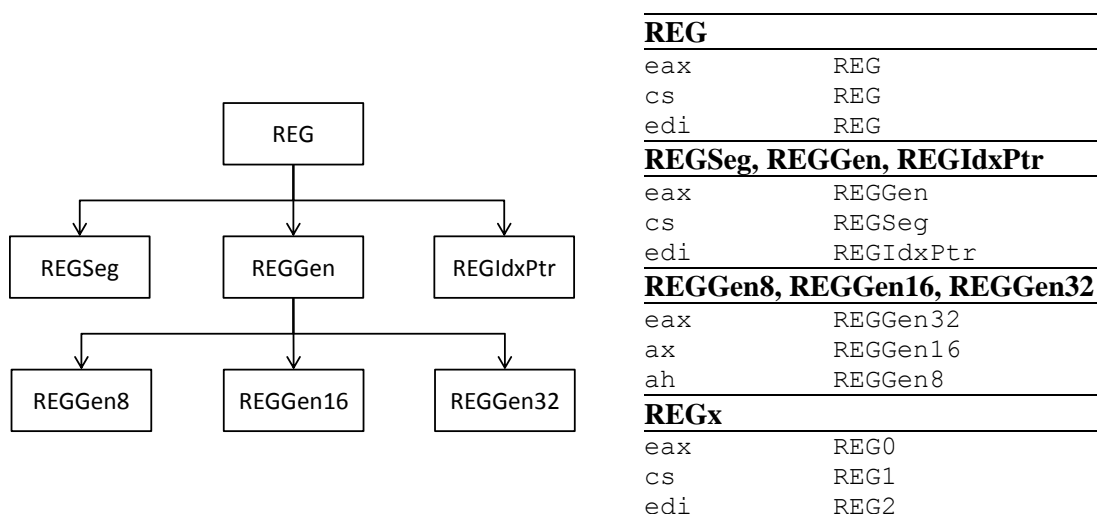 REG
REGSeg REGGen REGIdxPtr
REGGen8 REGGen16 REGGen32
REG
eax REG
cs REG
edi REG
REGSeg, REGGen, REGIdxPtr
eax REGGen
cs REGSeg
edi REGIdxPtr
REGGen8, REGGen16, REGGen32
eax REGGen32
ax REGGen16
ah REGGen8
REGx
eax REG0
cs REG1
edi REG2